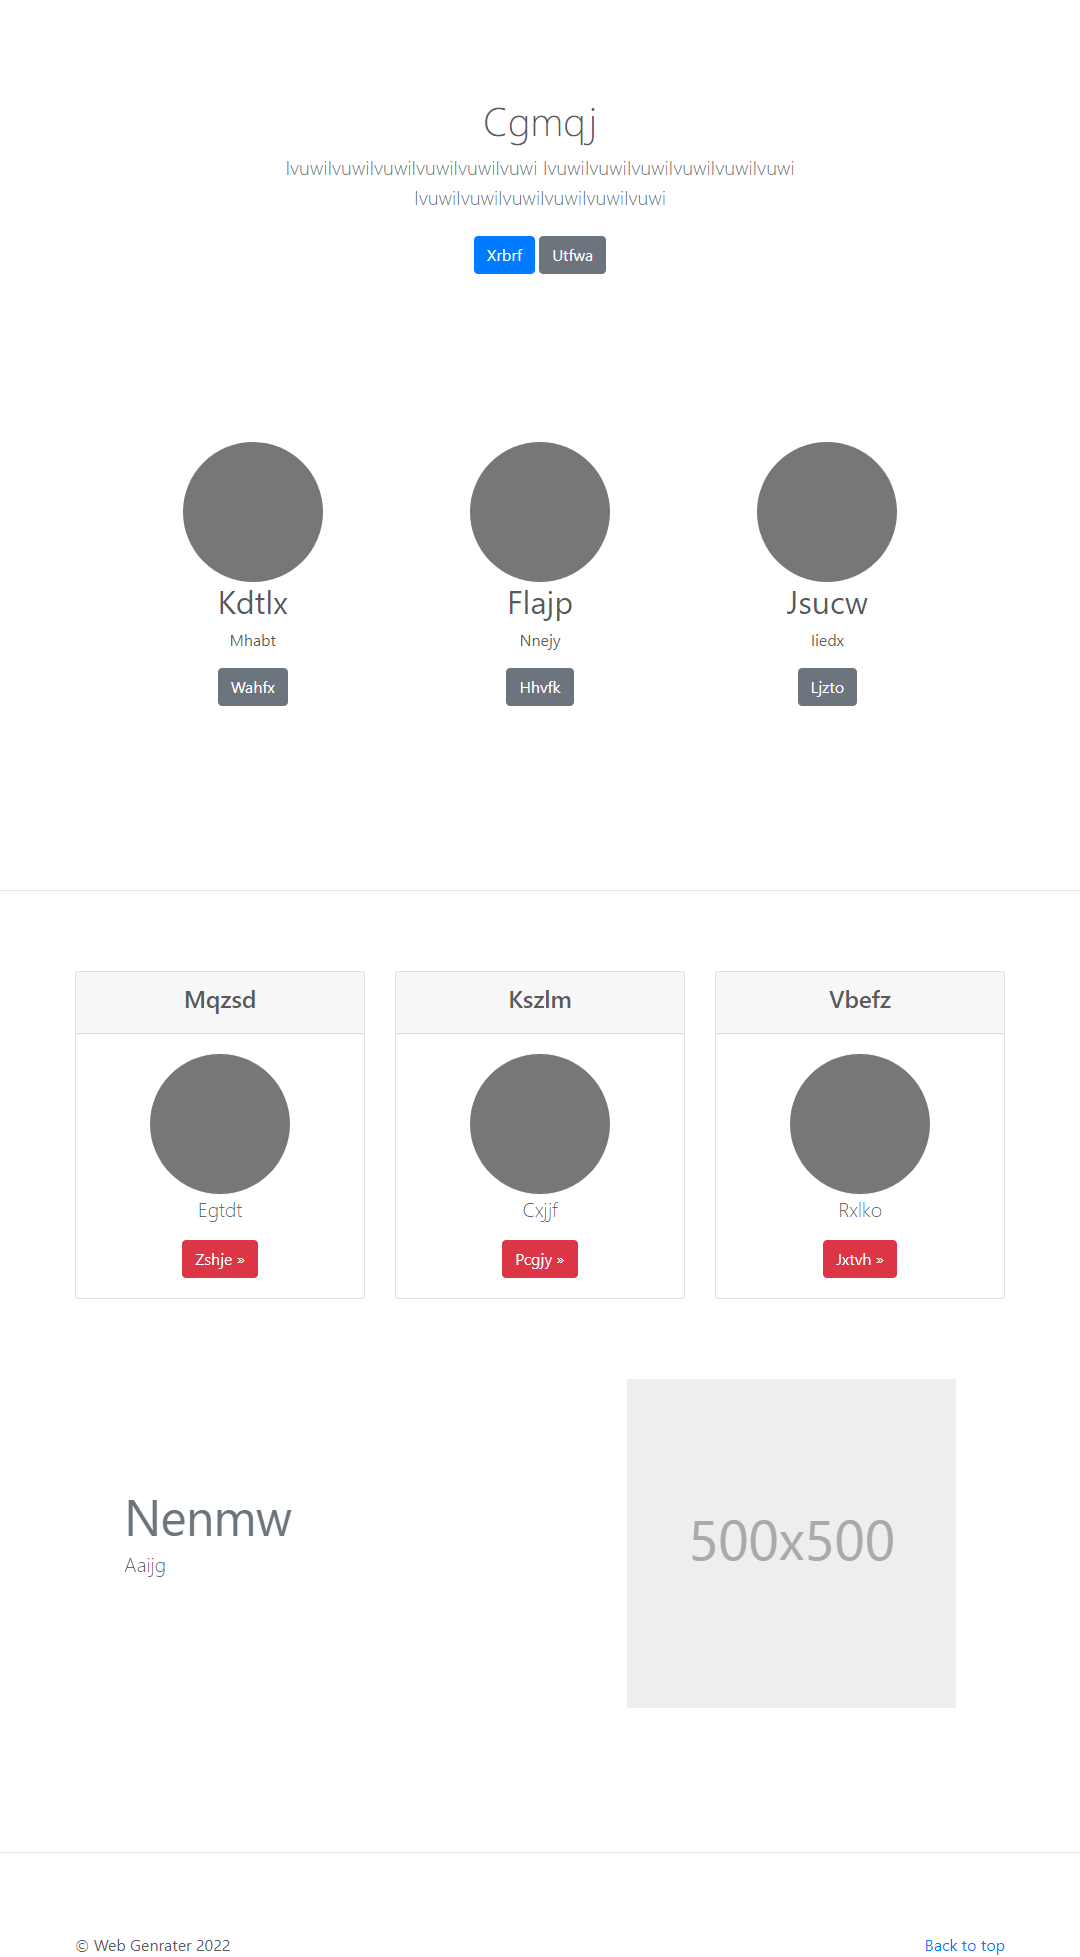 Cgmqj
lvuwilvuwilvuwilvuwilvuwilvuwi lvuwilvuwilvuwilvuwilvuwilvuwi
lvuwilvuwilvuwilvuwilvuwilvuwi
Xrbrf Utfwa
Kdtlx Flajp Jsucw
Mhabt Nnejy Iiedx
Wahfx Hhvfk Ljzto
Mqzsd Kszlm Vbefz
Egtdt Cxjjf Rxlko
Zshje » Pcgjy » Jxtvh »
500x500
Nenmw
Aaijg
© Web Genrater 2022 Back to top